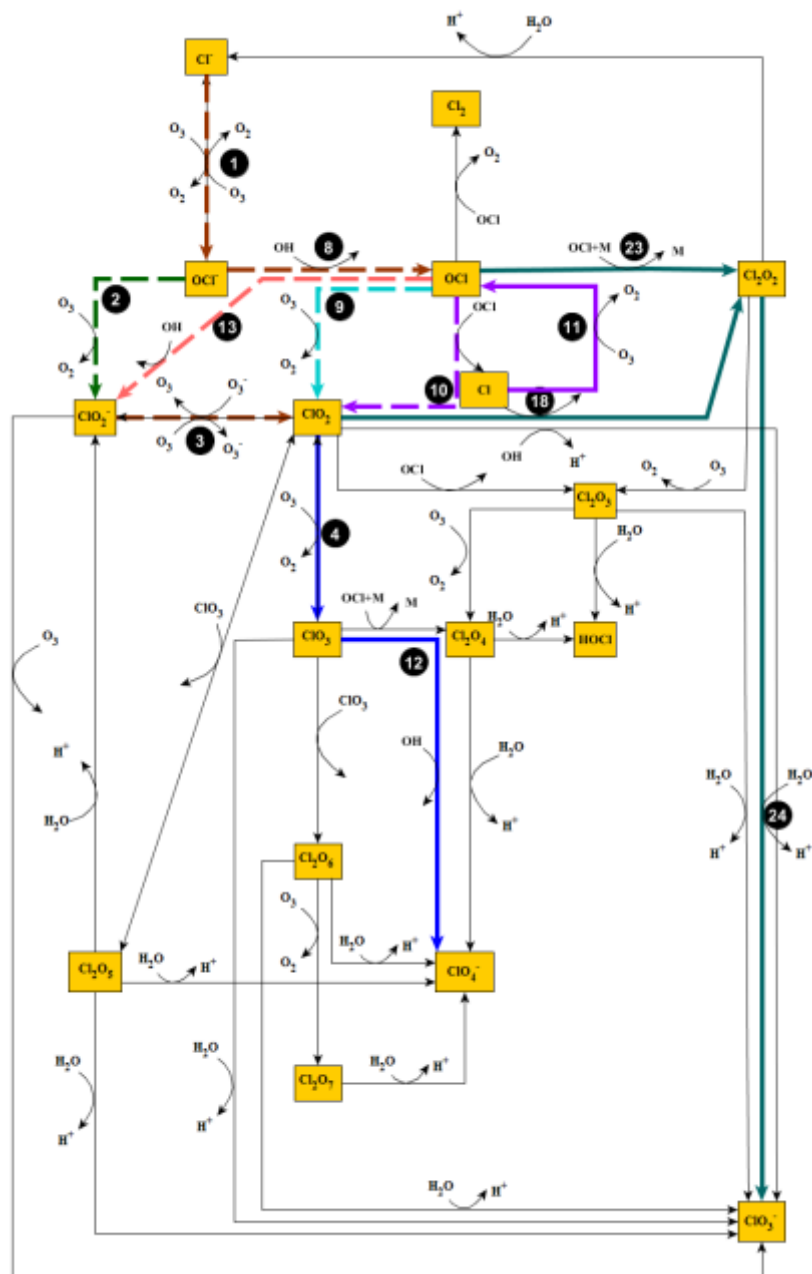 H⁺ H₂O
Cl⁻
Cl₂
O₃ O₂
O₂
1
O₂ O₃
OCl
8
OH
OCl+M 23 M
OCl⁻
OCl
Cl₂O₂
2
13
9
O₃
OH
O₃
OCl
11
O₂
O₂
O₂
O₃
O₃ O₃⁻
10
Cl
18
ClO₂⁻
ClO₂
O₃ 3 O₃⁻
OH
H⁺
OCl
O₂ O₃
O₃
Cl₂O₃
4
O₃
H₂O
O₂
O₂
ClO₃
OCl+M M
H⁺
O₃
ClO₃
H₂O H⁺
Cl₂O₄
HOCl
12
ClO₃
OH
H₂O
H⁺
H₂O
H₂O
H₂O
24
H⁺
H⁺
H⁺
Cl₂O₆
O₃
H₂O H⁺
O₂
Cl₂O₅
H₂O H⁺
ClO₄⁻
H₂O
H₂O
Cl₂O₇
H₂O H⁺
H⁺
H⁺
H₂O H⁺
ClO₃⁻